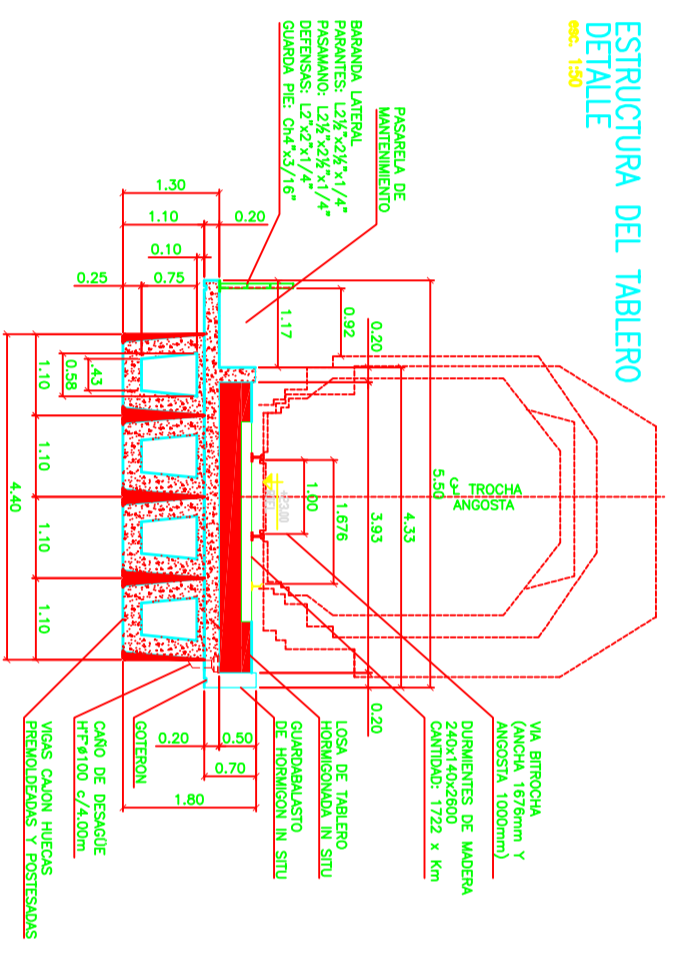 ESTRUCTURA DEL TABLERO
DETALLE
esc. 1:50
PASARELA DE
MANTENIMIENTO
BARANDA LATERAL
PARANTES: L2½"x2½"x1/4"
PASAMANO: L2½"x2½"x1/4"
DEFENSAS: L2"x2"x1/4"
GUARDA PIE: Ch4"x3/16"
1.30
1.10
0.20
0.10
0.25
0.75
1.17
0.92
0.20
5.50
4.33
3.93
1.676
1.00
0.20
℄ TROCHA
ANGOSTA
.43
0.58
1.10
1.10
1.10
1.10
4.40
0.20
0.50
0.70
1.80
VIA BITROCHA
(ANCHA 1676mm Y
ANGOSTA 1000mm)
DURMIENTES DE MADERA
240x140x2600
CANTIDAD: 1722 x Km
LOSA DE TABLERO
HORMIGONADA IN SITU
GUARDABALASTO
DE HORMIGON IN SITU
GOTERON
CAÑO DE DESAGÜE
HFFø100 c/4.00m
VIGAS CAJON HUECAS
PREMOLDEADAS Y POSTESADAS